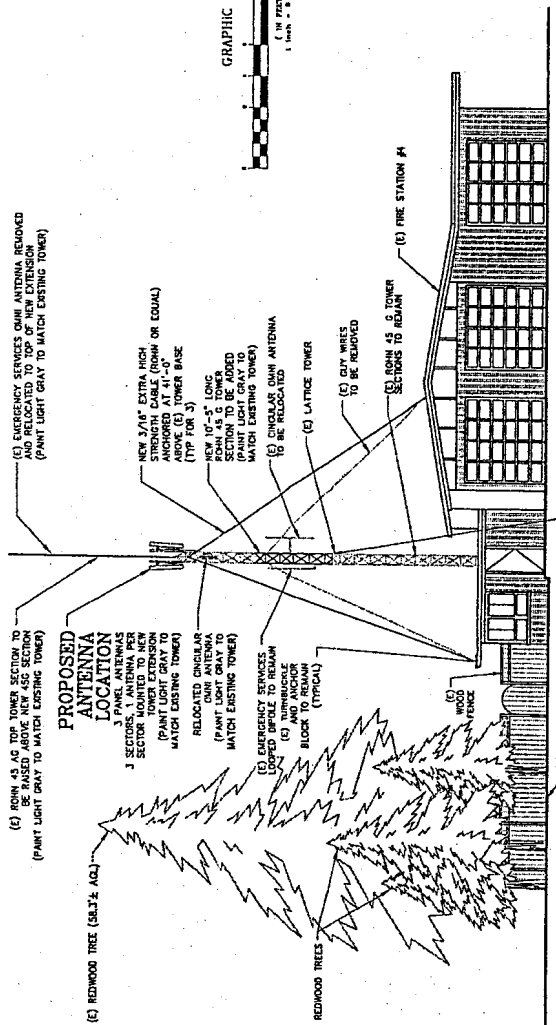 (E) ROHN 45 AG TOP TOWER SECTION TO
BE RAISED ABOVE NEW 45G SECTION
(PAINT LIGHT GRAY TO MATCH EXISTING TOWER)
(E) EMERGENCY SERVICES OMNI ANTENNA REMOVED
AND RELOCATED TO TOP OF NEW EXTENSION
(PAINT LIGHT GRAY TO MATCH EXISTING TOWER)
GRAPHIC
( IN FEET
1 inch = 8
(E) REDWOOD TREE (58.3'± AGL)
PROPOSED
ANTENNA
LOCATION
3 PANEL ANTENNAS
3 SECTORS, 1 ANTENNA PER
SECTOR MOUNTED TO NEW
TOWER EXTENSION
(PAINT LIGHT GRAY TO
MATCH EXISTING TOWER)
RELOCATED CINGULAR
OMNI ANTENNA
(PAINT LIGHT GRAY TO
MATCH EXISTING TOWER)
(E) EMERGENCY SERVICES
LOOPED DIPOLE TO REMAIN
(E) TURNBUCKLE
AND ANCHOR
BLOCK TO REMAIN
(TYPICAL)
NEW 3/16" EXTRA HIGH
STRENGTH CABLE (ROHN OR EQUAL)
ANCHORED AT 41'-0"
ABOVE (E) TOWER BASE
(TYP FOR 3)
NEW 10'-5" LONG
ROHN 45 G TOWER
SECTION TO BE ADDED
(PAINT LIGHT GRAY TO
MATCH EXISTING TOWER)
(E) CINGULAR OMNI ANTENNA
TO BE RELOCATED
(E) LATTICE TOWER
(E) GUY WIRES
TO BE REMOVED
(E) ROHN 45 G TOWER
SECTIONS TO REMAIN
(E) FIRE STATION #4
REDWOOD TREES
(E)
WOOD
FENCE